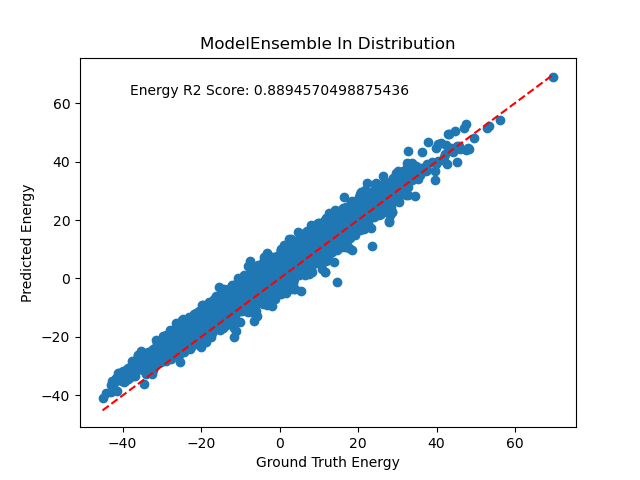 ModelEnsemble In Distribution
Energy R2 Score: 0.8894570498875436
Predicted Energy
60
40
20
0
−20
−40
−40 −20 0 20 40 60
Ground Truth Energy